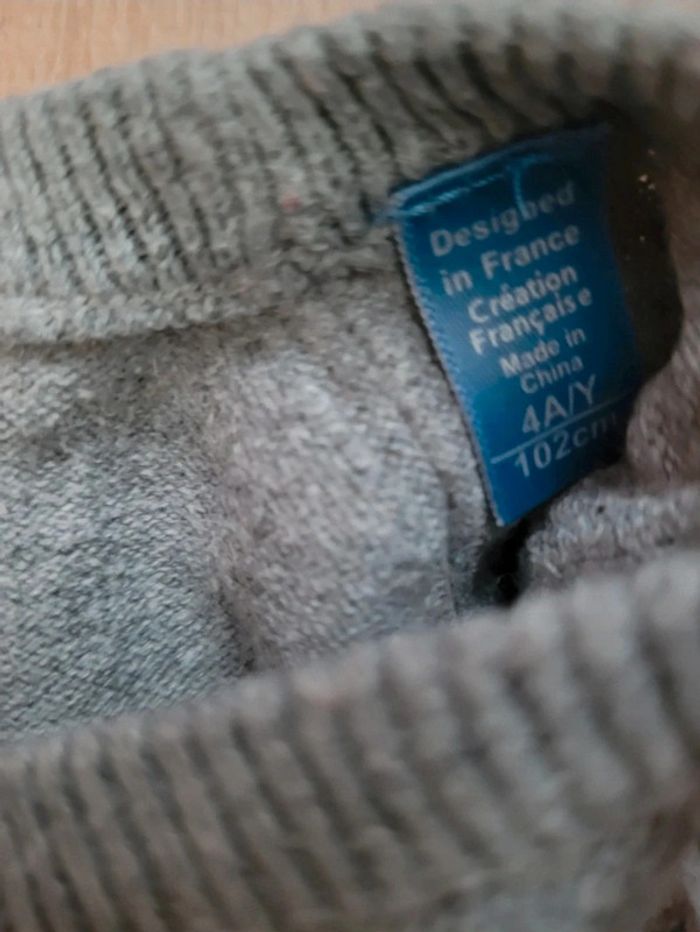 Designed
in France
Création
Française
Made in
China
4A/Y
102cm